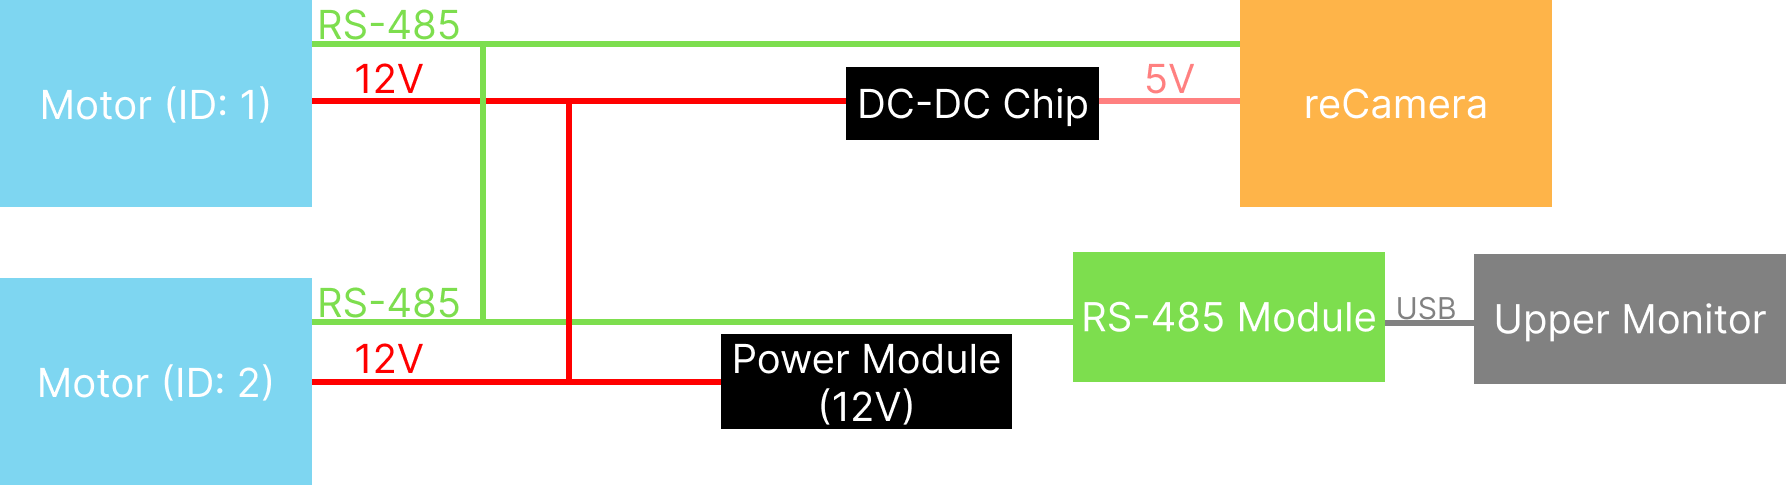 RS-485
12V
Motor (ID: 1)
DC-DC Chip
5V
reCamera
RS-485
12V
Motor (ID: 2)
Power Module
(12V)
RS-485 Module
USB
Upper Monitor